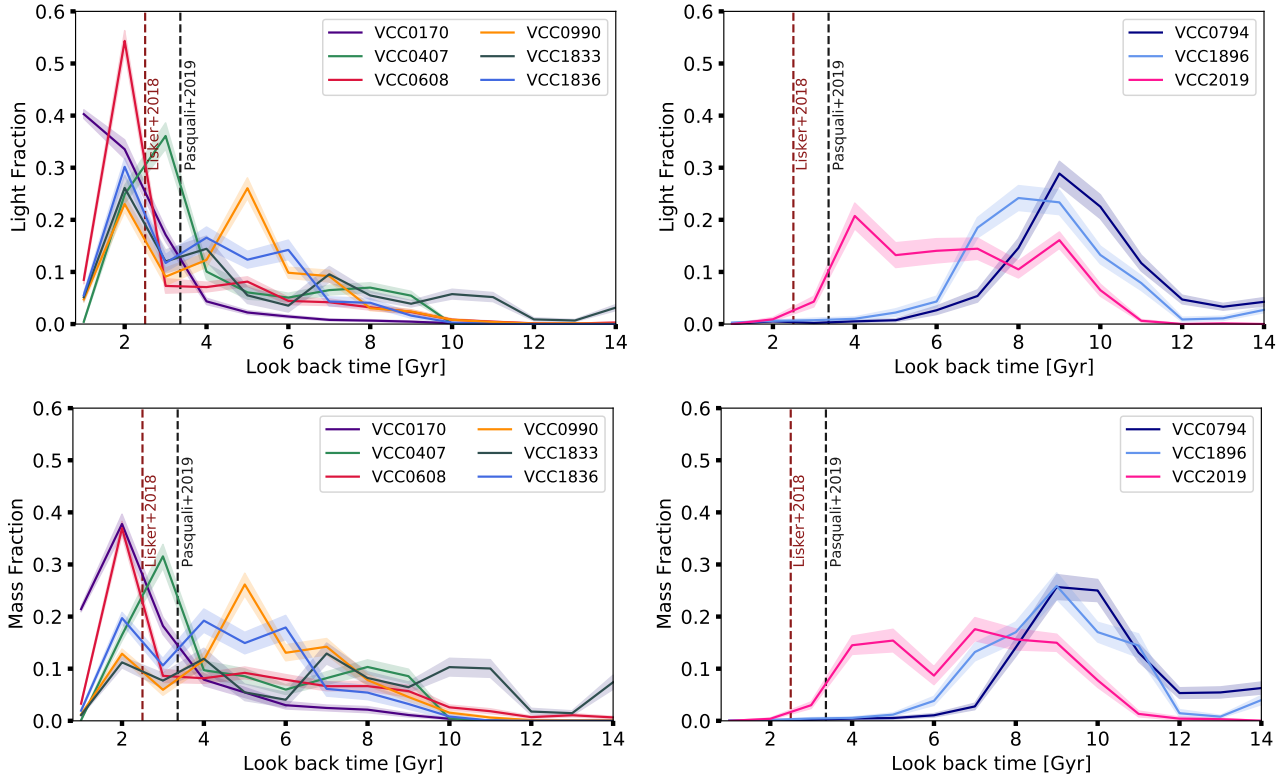 0.6
0.5
0.4
0.3
0.2
0.1
0.0
Light Fraction
VCC0170
VCC0407
VCC0608
VCC0990
VCC1833
VCC1836
Lisker+2018
Pasquali+2019
2 4 6 8 10 12 14
Look back time [Gyr]
0.6
0.5
0.4
0.3
0.2
0.1
0.0
Light Fraction
VCC0794
VCC1896
VCC2019
Lisker+2018
Pasquali+2019
2 4 6 8 10 12 14
Look back time [Gyr]
0.6
0.5
0.4
0.3
0.2
0.1
0.0
Mass Fraction
VCC0170
VCC0407
VCC0608
VCC0990
VCC1833
VCC1836
Lisker+2018
Pasquali+2019
2 4 6 8 10 12 14
Look back time [Gyr]
0.6
0.5
0.4
0.3
0.2
0.1
0.0
Mass Fraction
VCC0794
VCC1896
VCC2019
Lisker+2018
Pasquali+2019
2 4 6 8 10 12 14
Look back time [Gyr]